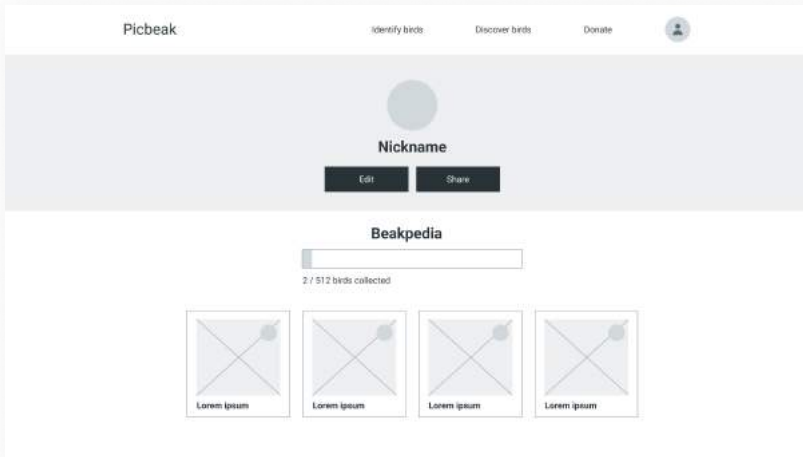 Picbeak
Identify birds
Discover birds
Donate
Nickname
Edit
Share
Beakpedia
2 / 512 birds collected
Lorem ipsum
Lorem ipsum
Lorem ipsum
Lorem ipsum